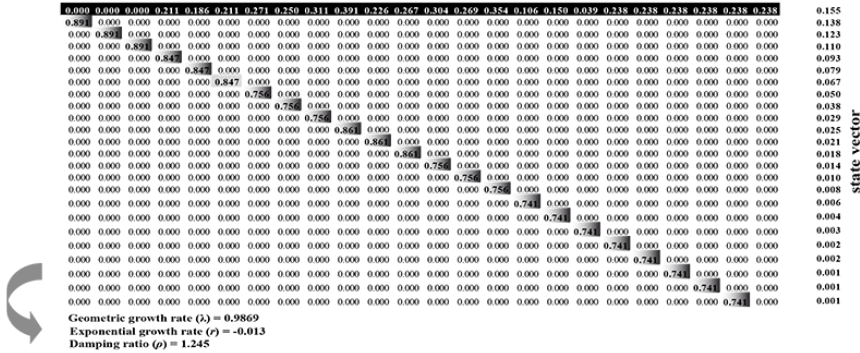 0.000 0.000 0.000 0.211 0.186 0.211 0.271 0.250 0.311 0.391 0.226 0.267 0.304 0.269 0.354 0.106 0.150 0.039 0.238 0.238 0.238 0.238 0.238 0.238 0.155
0.891 0.000 0.000 0.000 0.000 0.000 0.000 0.000 0.000 0.000 0.000 0.000 0.000 0.000 0.000 0.000 0.000 0.000 0.000 0.000 0.000 0.000 0.000 0.000 0.138
0.000 0.891 0.000 0.000 0.000 0.000 0.000 0.000 0.000 0.000 0.000 0.000 0.000 0.000 0.000 0.000 0.000 0.000 0.000 0.000 0.000 0.000 0.000 0.000 0.123
0.000 0.000 0.891 0.000 0.000 0.000 0.000 0.000 0.000 0.000 0.000 0.000 0.000 0.000 0.000 0.000 0.000 0.000 0.000 0.000 0.000 0.000 0.000 0.000 0.110
0.000 0.000 0.000 0.847 0.000 0.000 0.000 0.000 0.000 0.000 0.000 0.000 0.000 0.000 0.000 0.000 0.000 0.000 0.000 0.000 0.000 0.000 0.000 0.000 0.093
0.000 0.000 0.000 0.000 0.847 0.000 0.000 0.000 0.000 0.000 0.000 0.000 0.000 0.000 0.000 0.000 0.000 0.000 0.000 0.000 0.000 0.000 0.000 0.000 0.079
0.000 0.000 0.000 0.000 0.000 0.847 0.000 0.000 0.000 0.000 0.000 0.000 0.000 0.000 0.000 0.000 0.000 0.000 0.000 0.000 0.000 0.000 0.000 0.000 0.067
0.000 0.000 0.000 0.000 0.000 0.000 0.756 0.000 0.000 0.000 0.000 0.000 0.000 0.000 0.000 0.000 0.000 0.000 0.000 0.000 0.000 0.000 0.000 0.000 0.050
0.000 0.000 0.000 0.000 0.000 0.000 0.000 0.756 0.000 0.000 0.000 0.000 0.000 0.000 0.000 0.000 0.000 0.000 0.000 0.000 0.000 0.000 0.000 0.000 0.038
0.000 0.000 0.000 0.000 0.000 0.000 0.000 0.000 0.756 0.000 0.000 0.000 0.000 0.000 0.000 0.000 0.000 0.000 0.000 0.000 0.000 0.000 0.000 0.000 0.029
0.000 0.000 0.000 0.000 0.000 0.000 0.000 0.000 0.000 0.861 0.000 0.000 0.000 0.000 0.000 0.000 0.000 0.000 0.000 0.000 0.000 0.000 0.000 0.000 0.025
0.000 0.000 0.000 0.000 0.000 0.000 0.000 0.000 0.000 0.000 0.861 0.000 0.000 0.000 0.000 0.000 0.000 0.000 0.000 0.000 0.000 0.000 0.000 0.000 0.021
0.000 0.000 0.000 0.000 0.000 0.000 0.000 0.000 0.000 0.000 0.000 0.861 0.000 0.000 0.000 0.000 0.000 0.000 0.000 0.000 0.000 0.000 0.000 0.000 0.018
0.000 0.000 0.000 0.000 0.000 0.000 0.000 0.000 0.000 0.000 0.000 0.000 0.756 0.000 0.000 0.000 0.000 0.000 0.000 0.000 0.000 0.000 0.000 0.000 0.014
0.000 0.000 0.000 0.000 0.000 0.000 0.000 0.000 0.000 0.000 0.000 0.000 0.000 0.756 0.000 0.000 0.000 0.000 0.000 0.000 0.000 0.000 0.000 0.000 0.010
0.000 0.000 0.000 0.000 0.000 0.000 0.000 0.000 0.000 0.000 0.000 0.000 0.000 0.000 0.756 0.000 0.000 0.000 0.000 0.000 0.000 0.000 0.000 0.000 0.008
0.000 0.000 0.000 0.000 0.000 0.000 0.000 0.000 0.000 0.000 0.000 0.000 0.000 0.000 0.000 0.741 0.000 0.000 0.000 0.000 0.000 0.000 0.000 0.000 0.006
0.000 0.000 0.000 0.000 0.000 0.000 0.000 0.000 0.000 0.000 0.000 0.000 0.000 0.000 0.000 0.000 0.741 0.000 0.000 0.000 0.000 0.000 0.000 0.000 0.004
0.000 0.000 0.000 0.000 0.000 0.000 0.000 0.000 0.000 0.000 0.000 0.000 0.000 0.000 0.000 0.000 0.000 0.741 0.000 0.000 0.000 0.000 0.000 0.000 0.003
0.000 0.000 0.000 0.000 0.000 0.000 0.000 0.000 0.000 0.000 0.000 0.000 0.000 0.000 0.000 0.000 0.000 0.000 0.741 0.000 0.000 0.000 0.000 0.000 0.002
0.000 0.000 0.000 0.000 0.000 0.000 0.000 0.000 0.000 0.000 0.000 0.000 0.000 0.000 0.000 0.000 0.000 0.000 0.000 0.741 0.000 0.000 0.000 0.000 0.002
0.000 0.000 0.000 0.000 0.000 0.000 0.000 0.000 0.000 0.000 0.000 0.000 0.000 0.000 0.000 0.000 0.000 0.000 0.000 0.000 0.741 0.000 0.000 0.000 0.001
0.000 0.000 0.000 0.000 0.000 0.000 0.000 0.000 0.000 0.000 0.000 0.000 0.000 0.000 0.000 0.000 0.000 0.000 0.000 0.000 0.000 0.741 0.000 0.000 0.001
0.000 0.000 0.000 0.000 0.000 0.000 0.000 0.000 0.000 0.000 0.000 0.000 0.000 0.000 0.000 0.000 0.000 0.000 0.000 0.000 0.000 0.000 0.741 0.000 0.001
state vector
Geometric growth rate (λ) = 0.9869
Exponential growth rate (r) = -0.013
Damping ratio (ρ) = 1.245